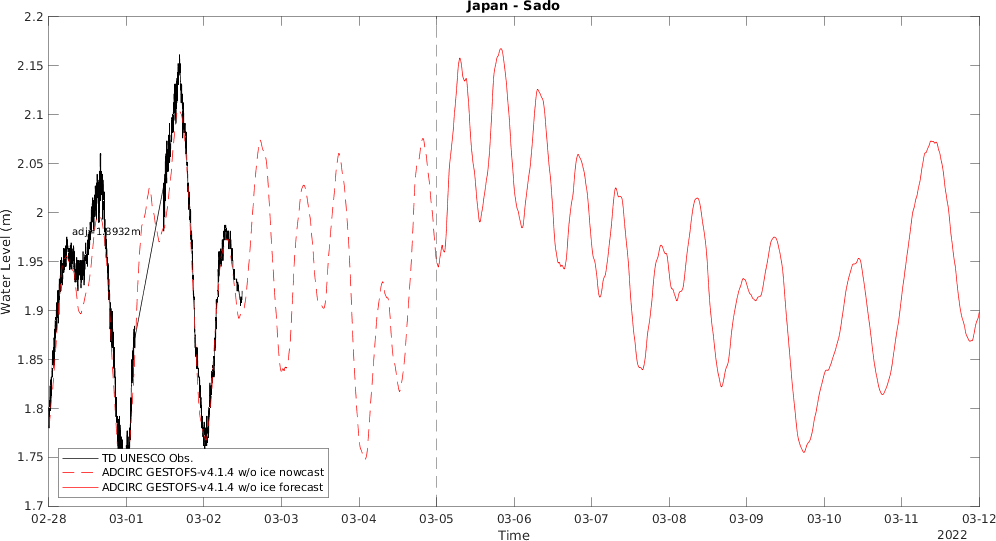 Japan - Sado
Water Level (m)
2.2
2.15
2.1
2.05
2
1.95
1.9
1.85
1.8
1.75
1.7
adj: 1.8932m
TD UNESCO Obs.
ADCIRC GESTOFS-v4.1.4 w/o ice nowcast
ADCIRC GESTOFS-v4.1.4 w/o ice forecast
02-28 03-01 03-02 03-03 03-04 03-05 03-06 03-07 03-08 03-09 03-10 03-11 03-12
Time
2022